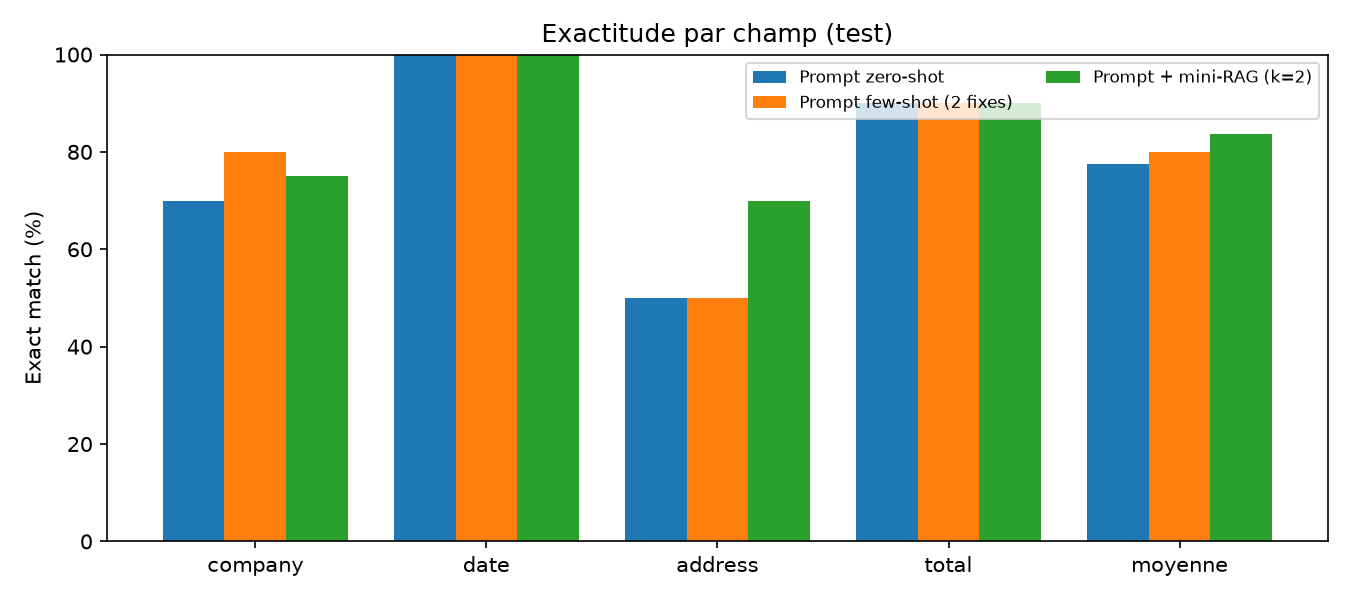 Exactitude par champ (test)
Prompt zero-shot
Prompt few-shot (2 fixes)
Prompt + mini-RAG (k=2)
Exact match (%)
100
80
60
40
20
0
company date address total moyenne